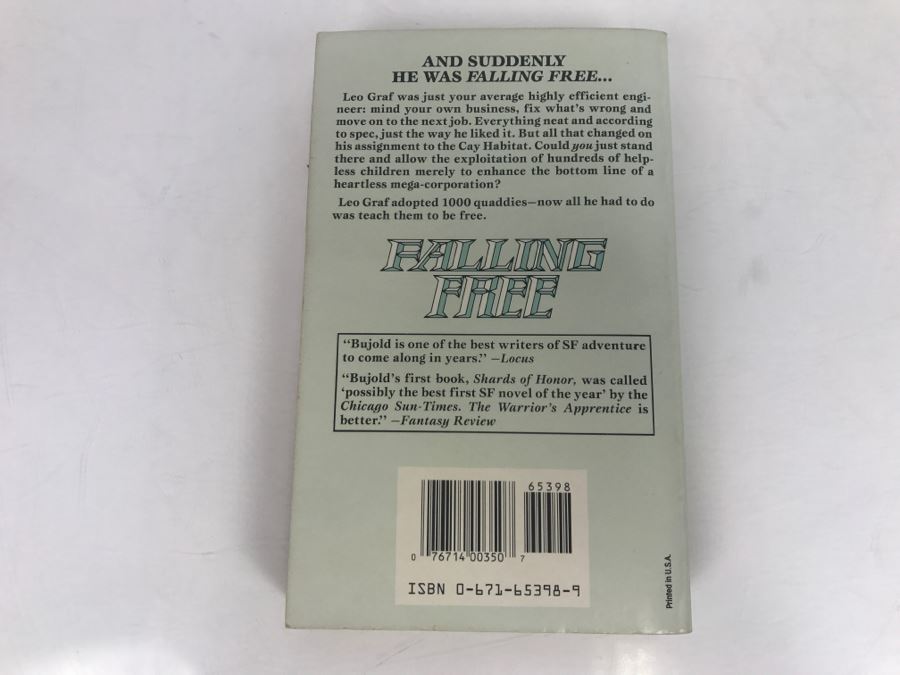 AND SUDDENLY
HE WAS FALLING FREE...
Leo Graf was just your average highly efficient engi-
neer: mind your own business, fix what's wrong and
move on to the next job. Everything neat and according
to spec, just the way he liked it. But all that changed on
his assignment to the Cay Habitat. Could you just stand
there and allow the exploitation of hundreds of help-
less children merely to enhance the bottom line of a
heartless mega-corporation?
Leo Graf adopted 1000 quaddies—now all he had to do
was teach them to be free.
FALLING
FREE
"Bujold is one of the best writers of SF adventure
to come along in years." —Locus
"Bujold's first book, Shards of Honor, was called
'possibly the best first SF novel of the year' by the
Chicago Sun-Times. The Warrior's Apprentice is
better." —Fantasy Review
65398
0 76714 00350 7
ISBN 0-671-65398-9
Printed in U.S.A.